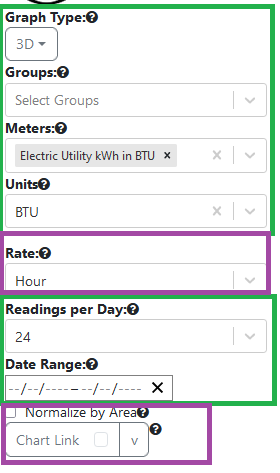 Graph Type:?
3D
Groups:?
Select Groups
Meters:?
Electric Utility kWh in BTU ×
Units?
BTU
Rate:?
Hour
Readings per Day:?
24
Date Range:?
--/--/----–--/--/----
Normalize by Area?
Chart Link v ?